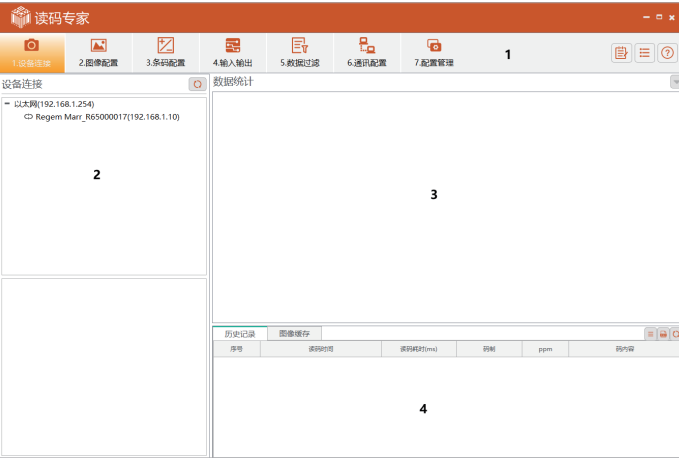 读码专家
1.设备连接 2.图像配置 3.条码配置 4.输入输出 5.数据过滤 6.通讯配置 7.配置管理 1
设备连接
以太网(192.168.1.254)
Regem Marr_R65000017(192.168.1.10)
2
数据统计
3
历史记录 图像缓存
序号 读码时间 读码耗时(ms) 码制 ppm 码内容
4